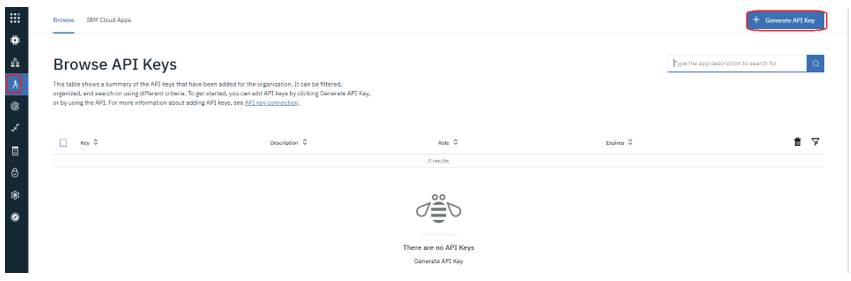 Browse IBM Cloud Apps
+ Generate API Key
Browse API Keys
Type the app description to search for
This table shows a summary of the API keys that have been added for the organization. It can be filtered,
organized, and search on using different criteria. To get started, you can add API keys by clicking Generate API Key,
or by using the API. For more information about adding API keys, see API key connection.
Key Description Role Expires
0 results
There are no API Keys
Generate API Key